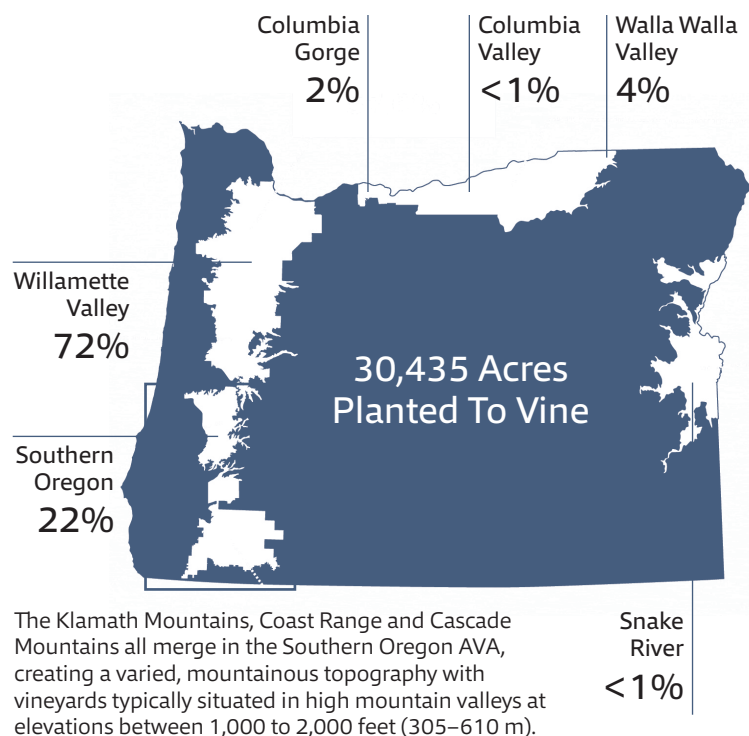 Columbia
Gorge
2%
Columbia
Valley
<1%
Walla Walla
Valley
4%
Willamette
Valley
72%
30,435 Acres
Planted To Vine
Southern
Oregon
22%
The Klamath Mountains, Coast Range and Cascade
Mountains all merge in the Southern Oregon AVA,
creating a varied, mountainous topography with
vineyards typically situated in high mountain valleys at
elevations between 1,000 to 2,000 feet (305–610 m).
Snake
River
<1%